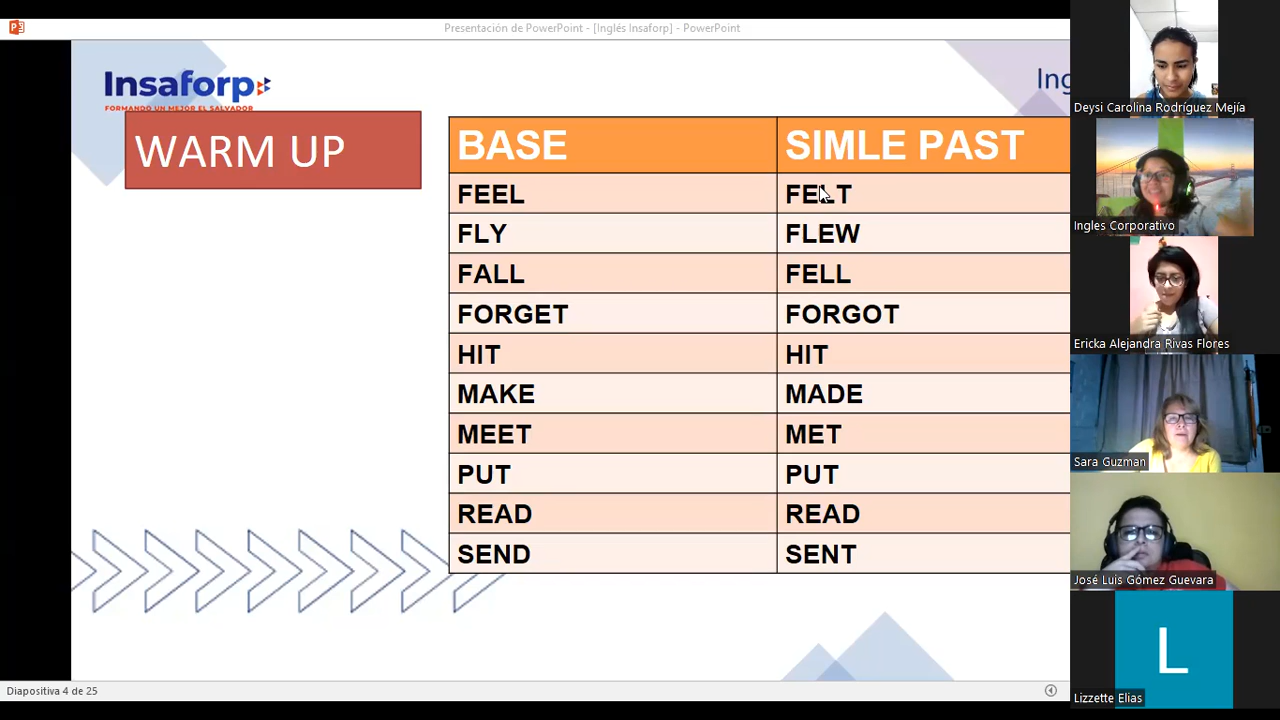 Presentación de PowerPoint - [Inglés Insaforp] - PowerPoint
Insaforp
FORMANDO UN MEJOR EL SALVADOR
WARM UP
BASE SIMLE PAST
FEEL FELT
FLY FLEW
FALL FELL
FORGET FORGOT
HIT HIT
MAKE MADE
MEET MET
PUT PUT
READ READ
SEND SENT
Diapositiva 4 de 25
Ing
Deysi Carolina Rodríguez Mejía
Ingles Corporativo
Ericka Alejandra Rivas Flores
Sara Guzman
José Luis Gómez Guevara
L
Lizzette Elias